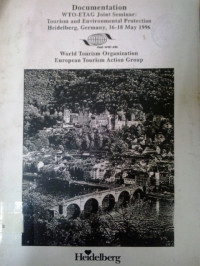 Documentation
WTO-ETAG Joint Seminar:
Tourism and Environmental Protection
Heidelberg, Germany, 16-18 May 1996
World Tourism Organization
European Tourism Action Group
Heidelberg